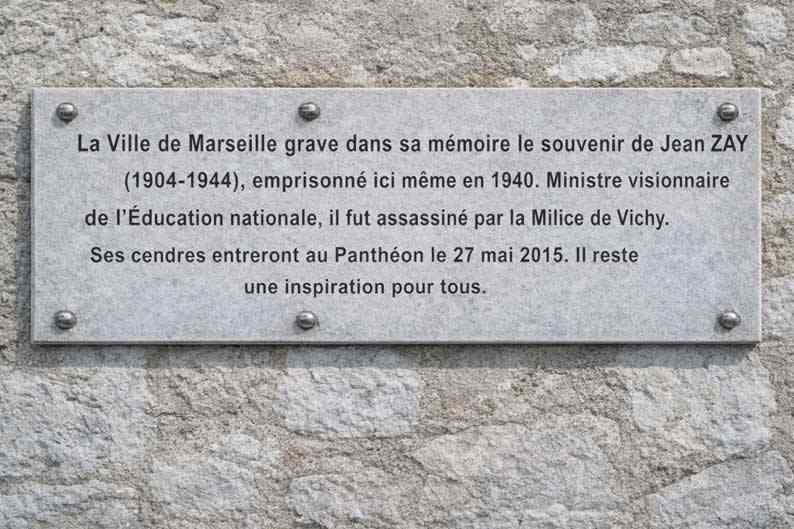 La Ville de Marseille grave dans sa mémoire le souvenir de Jean ZAY
(1904-1944), emprisonné ici même en 1940. Ministre visionnaire
de l'Éducation nationale, il fut assassiné par la Milice de Vichy.
Ses cendres entreront au Panthéon le 27 mai 2015. Il reste
une inspiration pour tous.